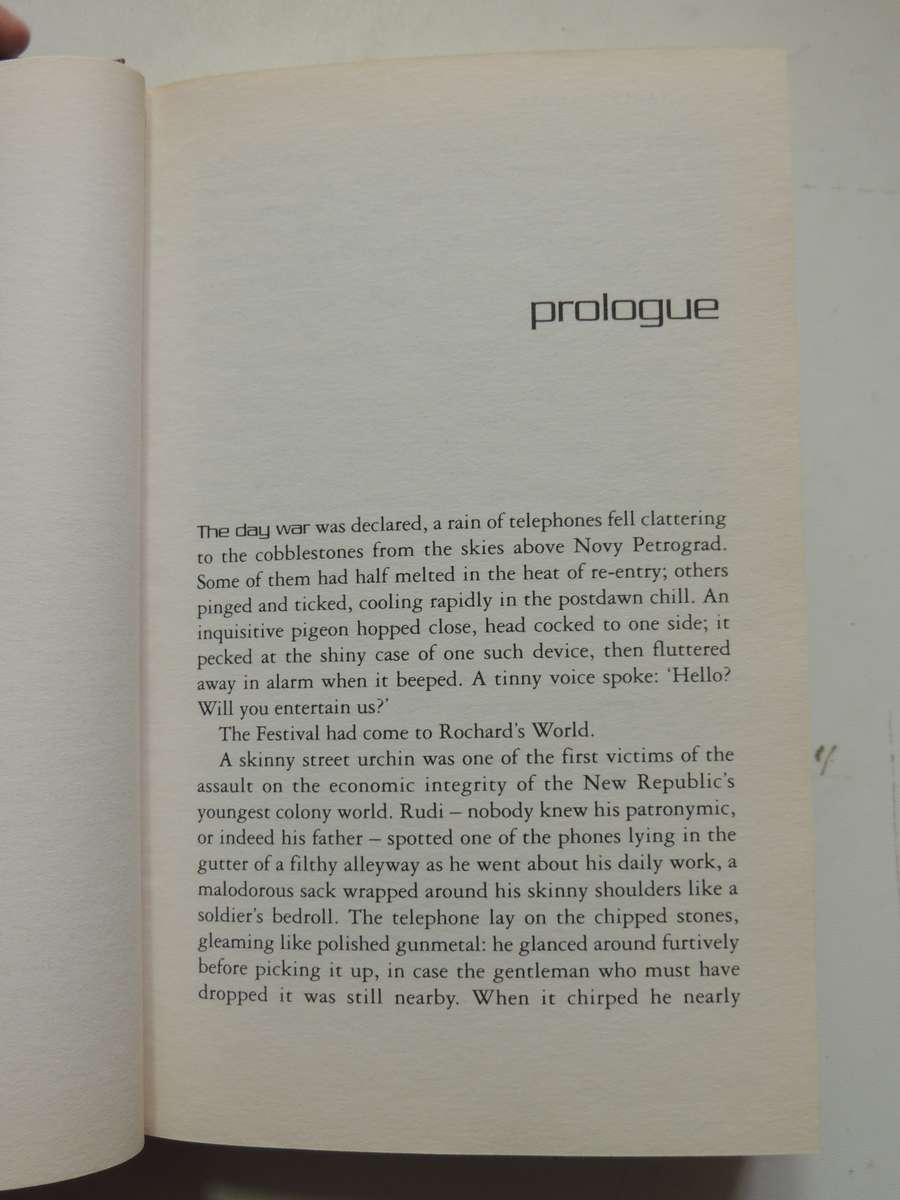 prologue
The day war was declared, a rain of telephones fell clattering
to the cobblestones from the skies above Novy Petrograd.
Some of them had half melted in the heat of re-entry; others
pinged and ticked, cooling rapidly in the postdawn chill. An
inquisitive pigeon hopped close, head cocked to one side; it
pecked at the shiny case of one such device, then fluttered
away in alarm when it beeped. A tinny voice spoke: ‘Hello?
Will you entertain us?’
The Festival had come to Rochard’s World.
A skinny street urchin was one of the first victims of the
assault on the economic integrity of the New Republic’s
youngest colony world. Rudi – nobody knew his patronymic,
or indeed his father – spotted one of the phones lying in the
gutter of a filthy alleyway as he went about his daily work, a
malodorous sack wrapped around his skinny shoulders like a
soldier’s bedroll. The telephone lay on the chipped stones,
gleaming like polished gunmetal: he glanced around furtively
before picking it up, in case the gentleman who must have
dropped it was still nearby. When it chirped he nearly